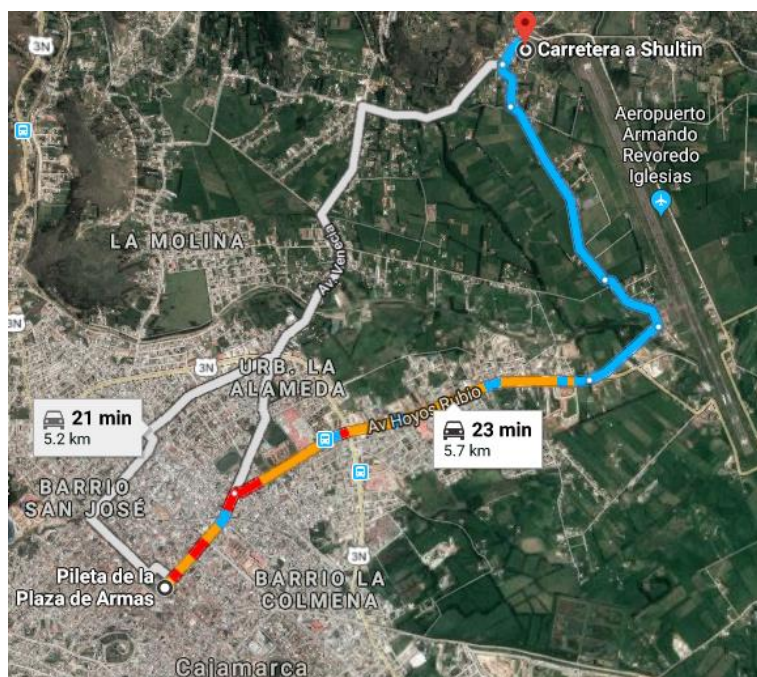 3N
Carretera a Shultin
Aeropuerto
Armando
Revoredo
Iglesias
LA MOLINA
Av. Venecia
3N
3N
URB. LA
ALAMEDA
21 min
5.2 km
Av Hoyos Rubio
23 min
5.7 km
BARRIO
SAN JOSÉ
3N
Pileta de la
Plaza de Armas
BARRIO LA
COLMENA
Cajamarca